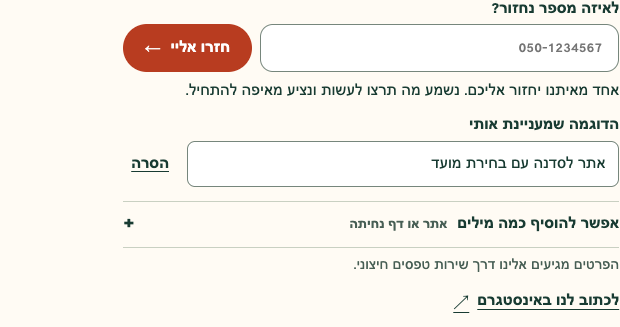 לאיזה מספר נחזור?
050-1234567
חזרו אליי ←
אחד מאיתנו יחזור אליכם. נשמע מה תרצו לעשות ונציע מאיפה להתחיל.
הדוגמה שמעניינת אותי
אתר לסדנה עם בחירת מועד הסרה
אפשר להוסיף כמה מילים אתר או דף נחיתה +
הפרטים מגיעים אלינו דרך שירות טפסים חיצוני.
לכתוב לנו באינסטגרם ↗